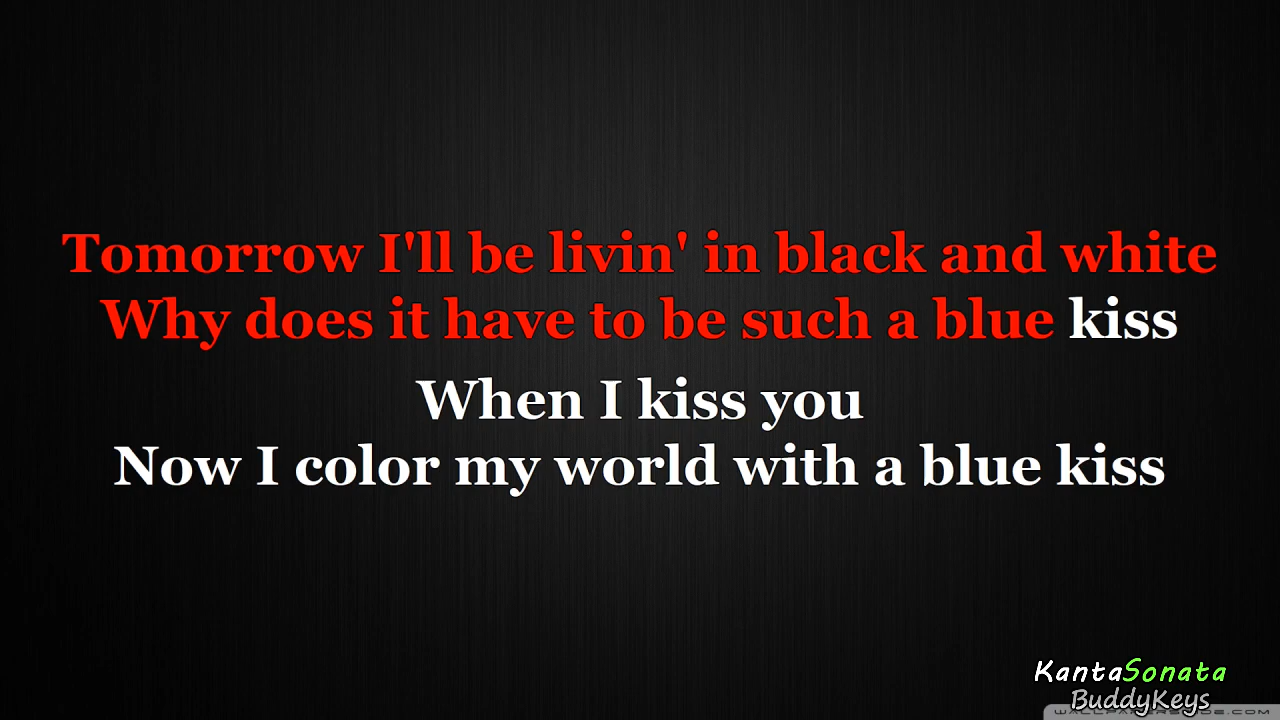 Tomorrow I'll be livin' in black and white
Why does it have to be such a blue kiss
When I kiss you
Now I color my world with a blue kiss
KantaSonata
BuddyKeys